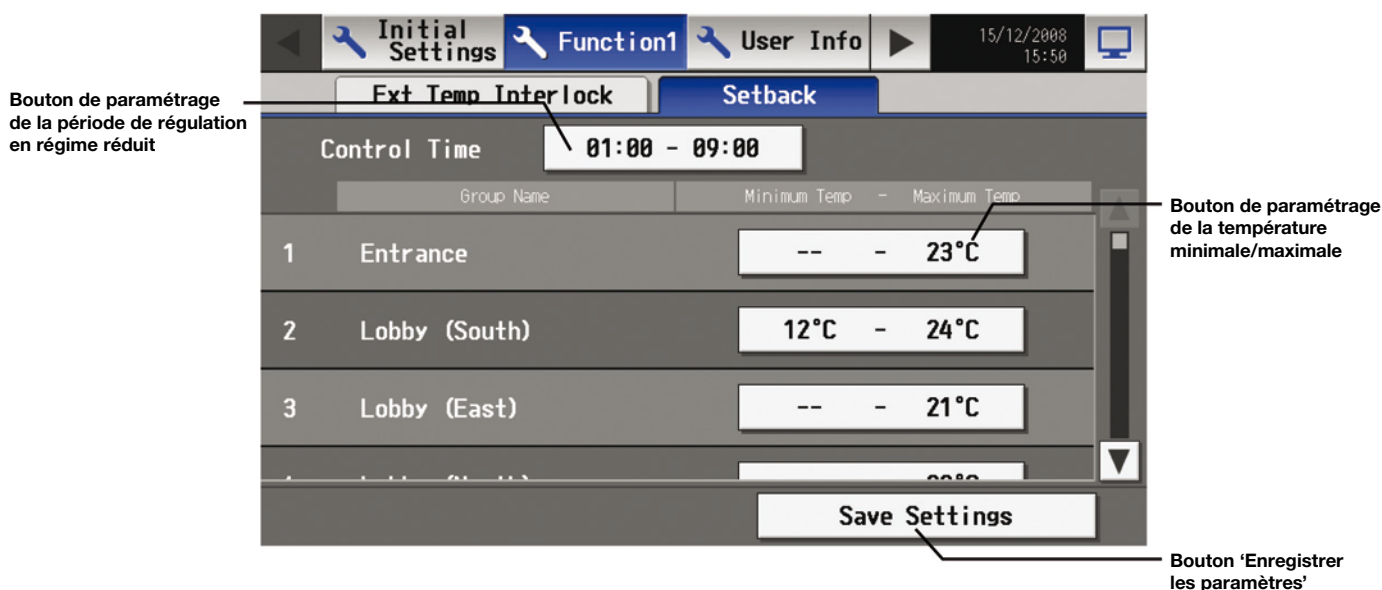 Initial
Settings
Function1
User Info
15/12/2008
15:50
Ext Temp Interlock
Setback
Bouton de paramétrage
de la période de régulation
en régime réduit
Control Time
01:00 - 09:00
Group Name
Minimum Temp - Maximum Temp
Bouton de paramétrage
de la température
minimale/maximale
1 Entrance -- - 23°C
2 Lobby (South) 12°C - 24°C
3 Lobby (East) -- - 21°C
Save Settings
Bouton ‘Enregistrer
les paramètres’